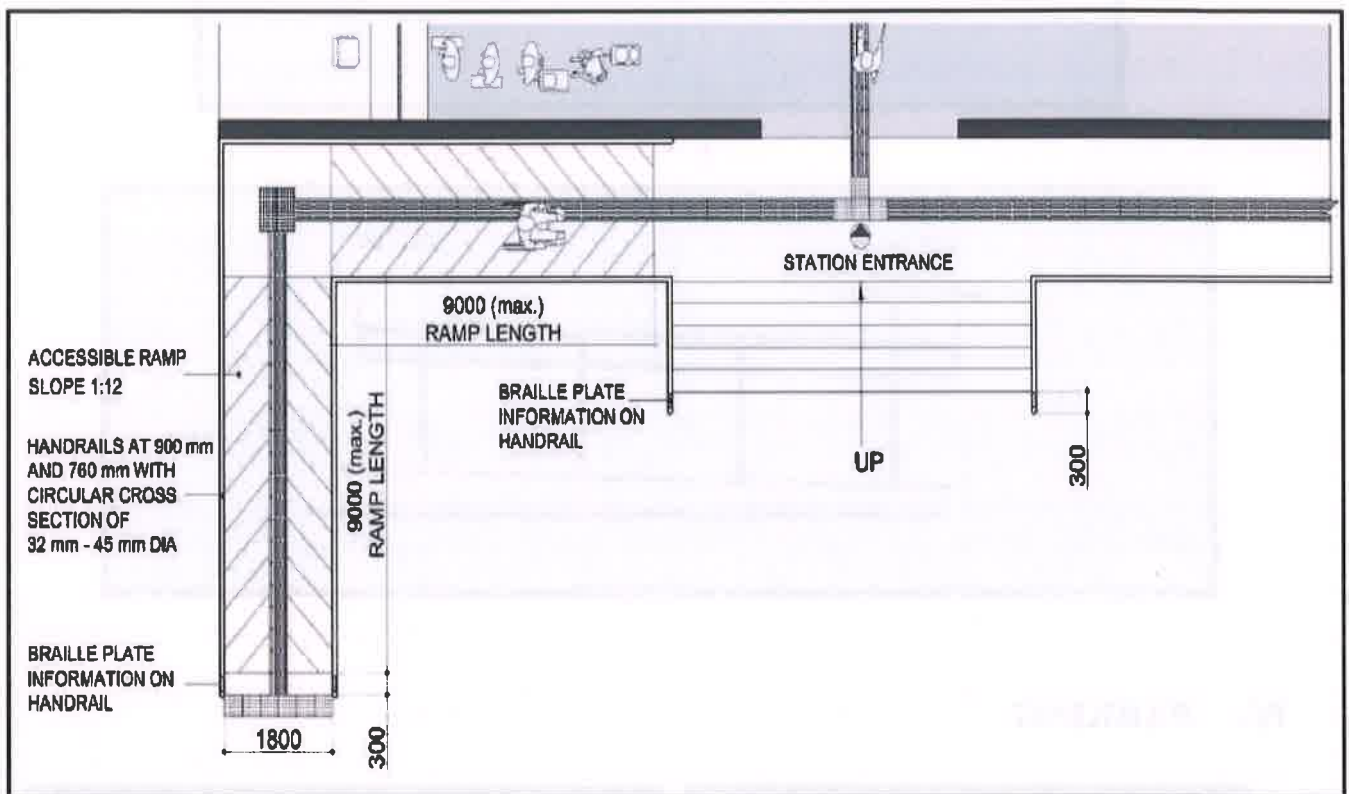 STATION ENTRANCE
9000 (max.)
RAMP LENGTH
ACCESSIBLE RAMP
SLOPE 1:12
HANDRAILS AT 900 mm
AND 760 mm WITH
CIRCULAR CROSS
SECTION OF
32 mm - 45 mm DIA
9000 (max.)
RAMP LENGTH
BRAILLE PLATE
INFORMATION ON
HANDRAIL
UP
300
BRAILLE PLATE
INFORMATION ON
HANDRAIL
1800
300